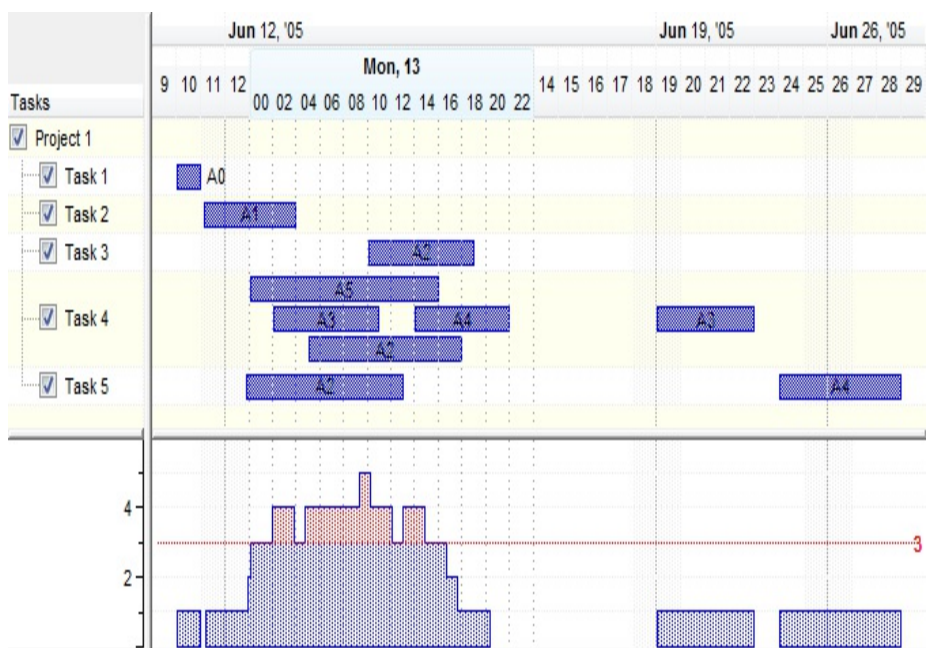 Jun 12, '05
Jun 19, '05
Jun 26, '05
Mon, 13
9 10 11 12
00 02 04 06 08 10 12 14 16 18 20 22
14 15 16 17 18 19 20 21 22 23 24 25 26 27 28 29
Tasks
Project 1
Task 1
A0
Task 2
A1
Task 3
A2
A5
Task 4
A3
A4
A3
A2
Task 5
A2
A4
4
3
2